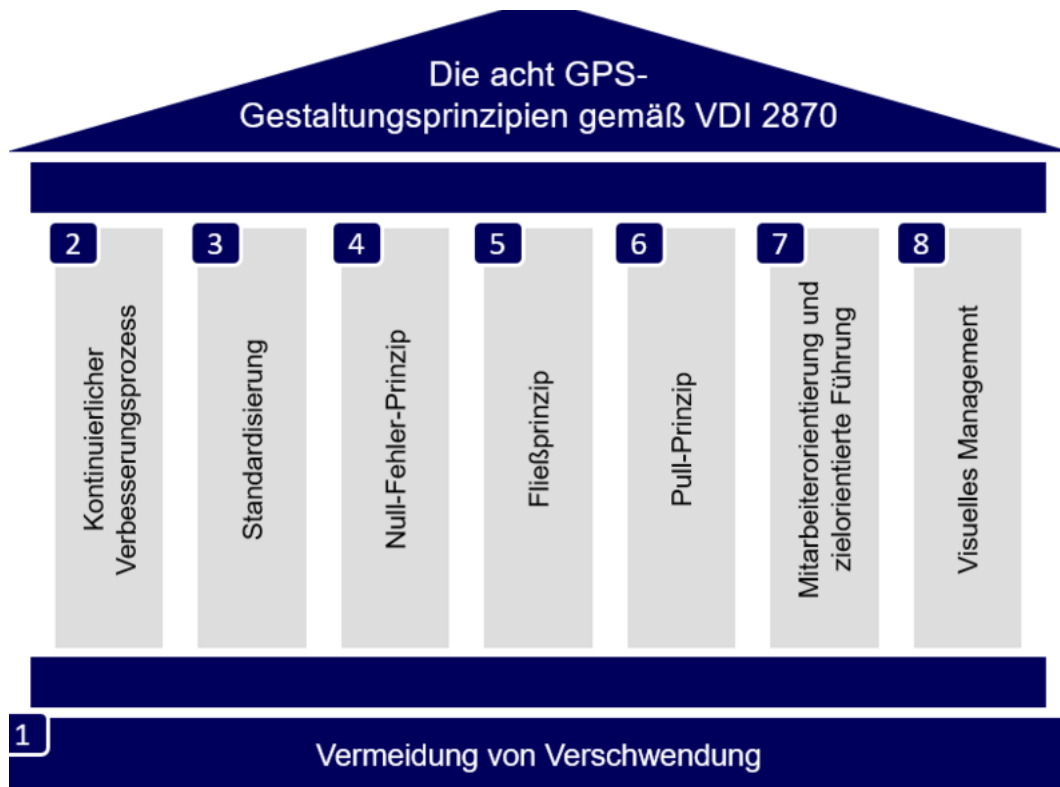 Die acht GPS-
Gestaltungsprinzipien gemäß VDI 2870
2
Kontinuierlicher
Verbesserungsprozess
3
Standardisierung
4
Null-Fehler-Prinzip
5
Fließprinzip
6
Pull-Prinzip
7
Mitarbeiterorientierung und
zielorientierte Führung
8
Visuelles Management
1
Vermeidung von Verschwendung